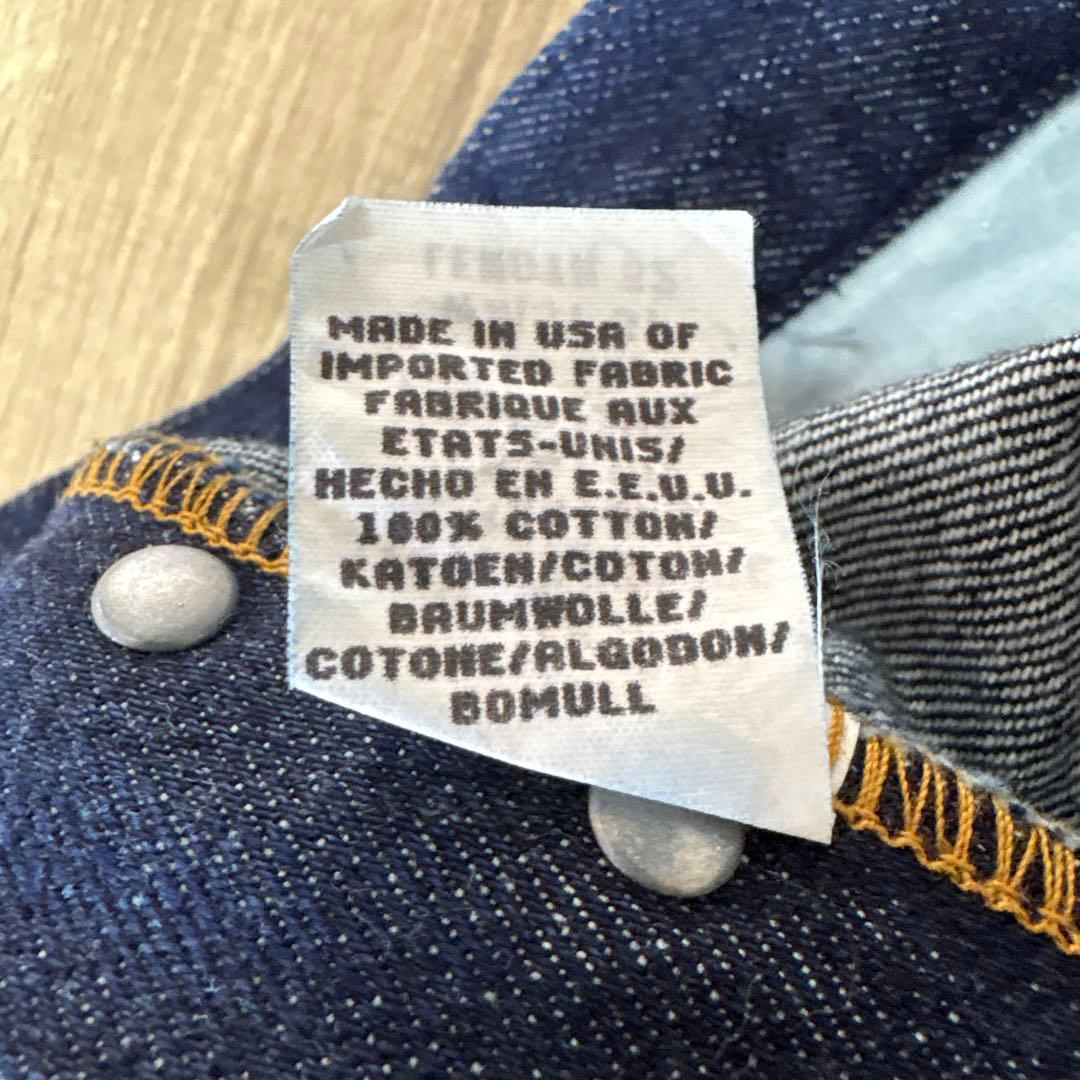 MADE IN USA OF
IMPORTED FABRIC
FABRIQUE AUX
ETATS-UNIS/
HECHO EN E.E.U.U.
100% COTTON/
KATOEN/COTON/
BAUMWOLLE/
COTONE/ALGODON/
BOMULL